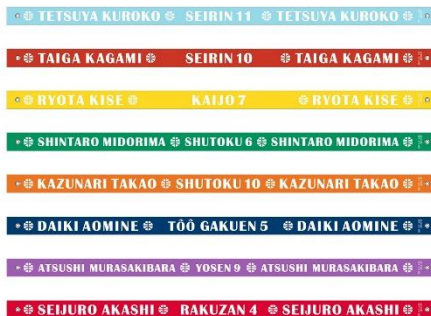 TETSUYA KUROKO SEIRIN 11 TETSUYA KUROKO
TAIGA KAGAMI SEIRIN 10 TAIGA KAGAMI
RYOTA KISE KAIJO 7 RYOTA KISE
SHINTARO MIDORIMA SHUTOKU 6 SHINTARO MIDORIMA
KAZUNARI TAKAO SHUTOKU 10 KAZUNARI TAKAO
DAIKI AOMINE TÔÔ GAKUEN 5 DAIKI AOMINE
ATSUSHI MURASAKIBARA YOSEN 9 ATSUSHI MURASAKIBARA
SEIJURO AKASHI RAKUZAN 4 SEIJURO AKASHI